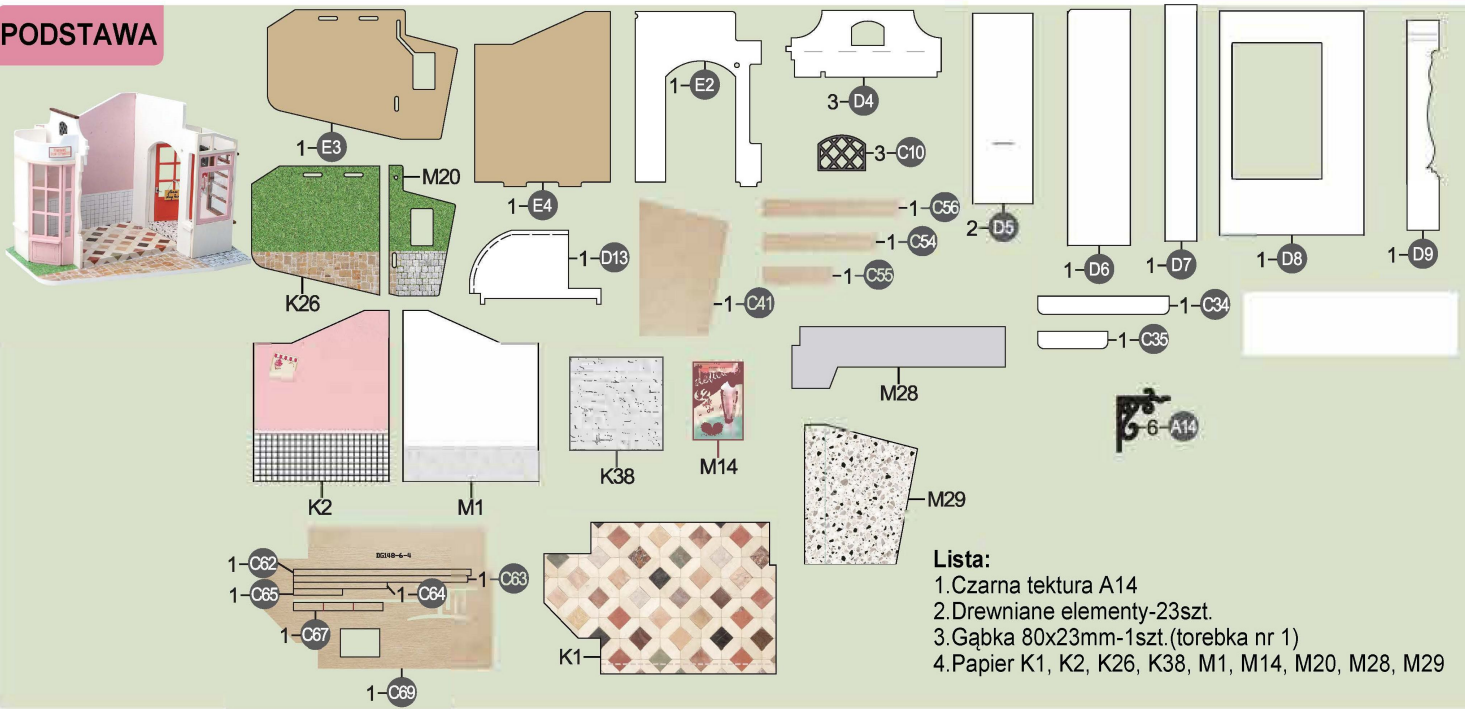 PODSTAWA
1-E3
1-E4
1-E2
3-D4
3-C10
2-D5
1-D6
1-D7
1-D8
1-D9
M20
K26
1-D13
1-C41
1-C56
1-C54
1-C55
1-C34
1-C35
K2
M1
K38
M14
M28
6-A14
M29
DG148-6-4
1-C62
1-C63
1-C65
1-C64
1-C67
1-C69
K1
Lista:
1.Czarna tektura A14
2.Drewniane elementy-23szt.
3.Gąbka 80x23mm-1szt.(torebka nr 1)
4.Papier K1, K2, K26, K38, M1, M14, M20, M28, M29